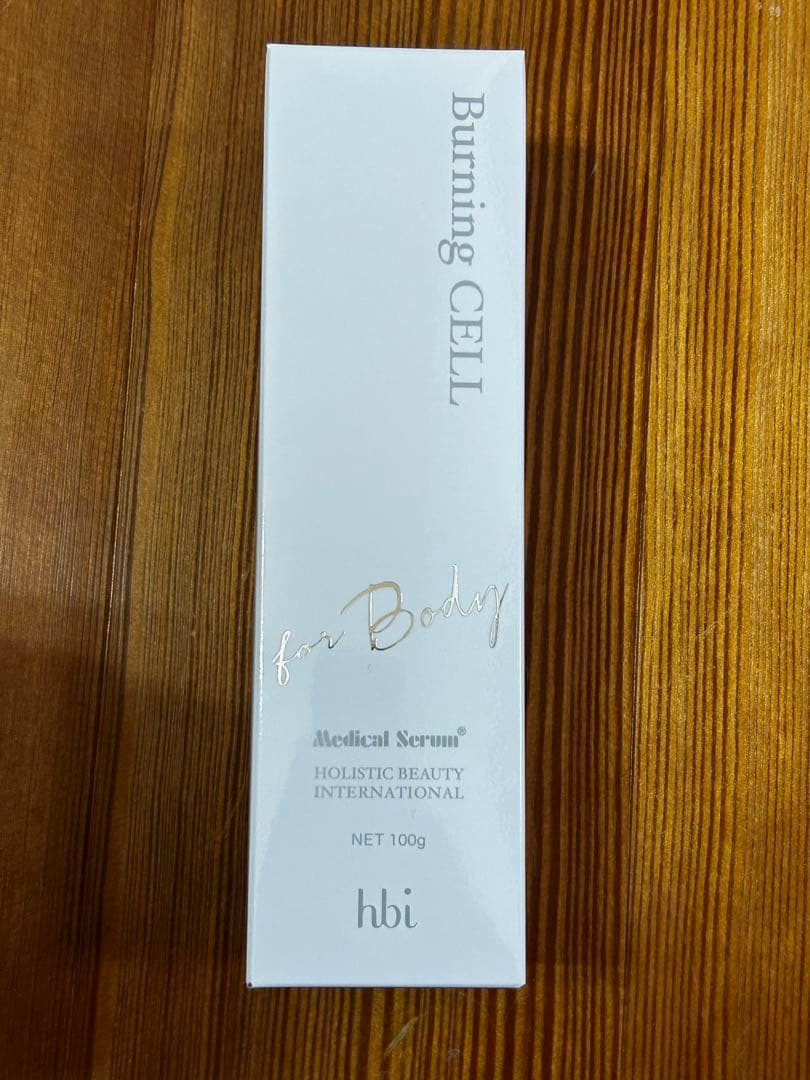 Burning CELL
for Body
Medical Serum®
HOLISTIC BEAUTY
INTERNATIONAL
NET 100g
hbi